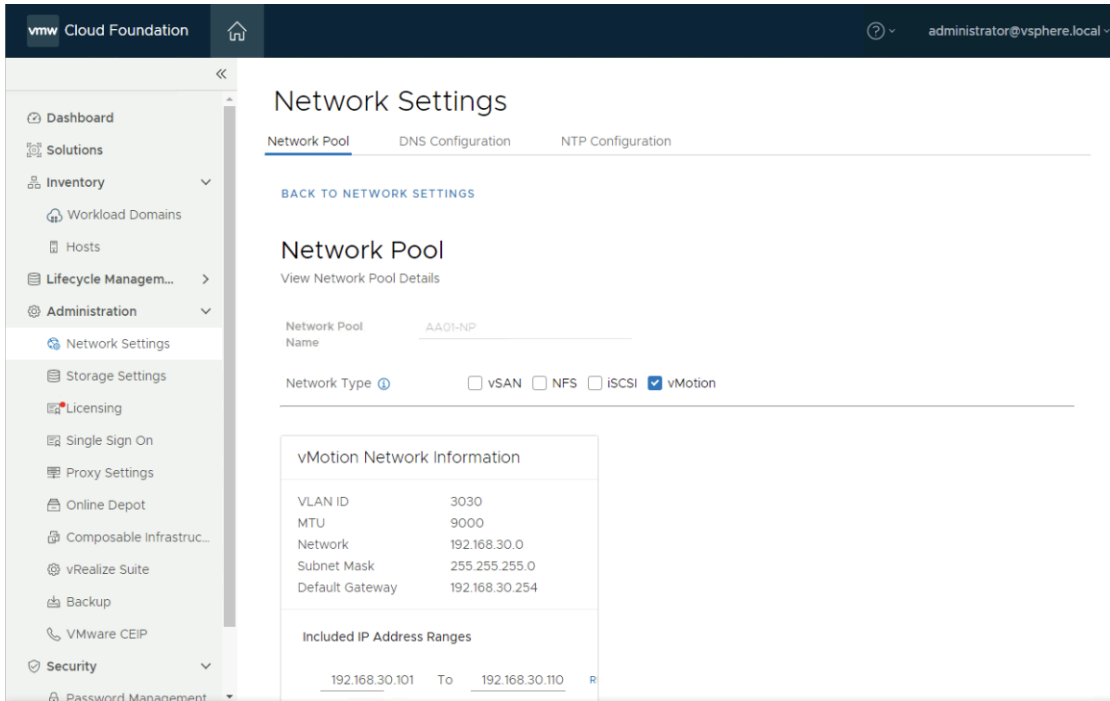 vmw Cloud Foundation
administrator@vsphere.local
Dashboard
Solutions
Inventory
Workload Domains
Hosts
Lifecycle Managem...
Administration
Network Settings
Storage Settings
Licensing
Single Sign On
Proxy Settings
Online Depot
Composable Infrastruc...
vRealize Suite
Backup
VMware CEIP
Security
Password Management
Network Settings
Network Pool DNS Configuration NTP Configuration
BACK TO NETWORK SETTINGS
Network Pool
View Network Pool Details
Network Pool
Name
AA01-NP
Network Type vSAN NFS iSCSI vMotion
vMotion Network Information
VLAN ID 3030
MTU 9000
Network 192.168.30.0
Subnet Mask 255.255.255.0
Default Gateway 192.168.30.254
Included IP Address Ranges
192.168.30.101 To 192.168.30.110